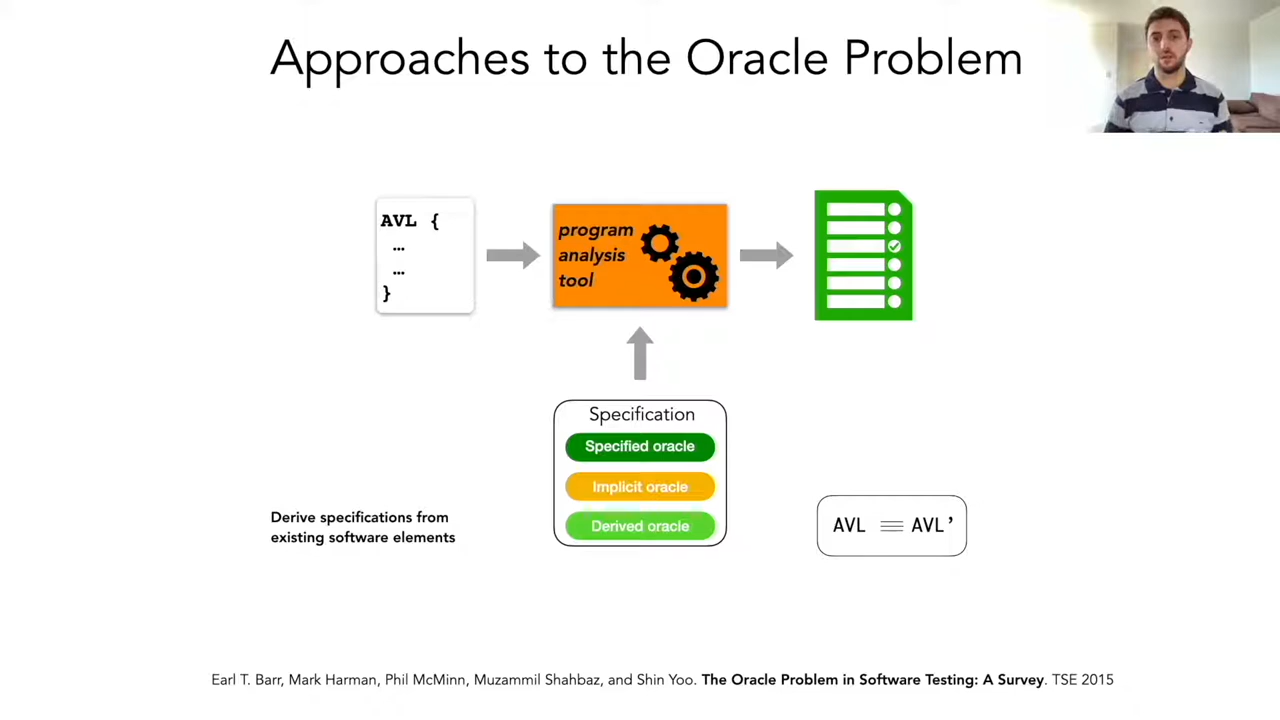 Approaches to the Oracle Problem
AVL {
...
...
}
program
analysis
tool
Specification
Specified oracle
Implicit oracle
Derived oracle
Derive specifications from
existing software elements
AVL ≡ AVL’
Earl T. Barr, Mark Harman, Phil McMinn, Muzammil Shahbaz, and Shin Yoo. The Oracle Problem in Software Testing: A Survey. TSE 2015